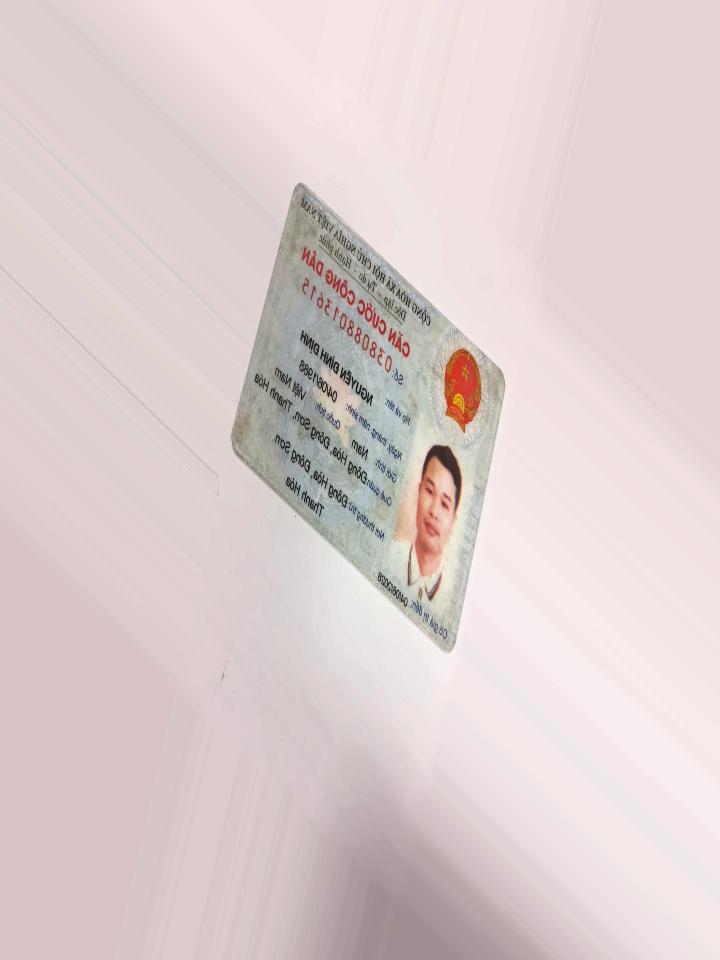 CỘNG HÒA XÃ HỘI CHỦ NGHĨA VIỆT NAM
Độc lập - Tự do - Hạnh phúc
CĂN CƯỚC CÔNG DÂN
Số: 038088013615
Họ và tên: NGUYỄN ĐÌNH ĐỊNH
Ngày, tháng, năm sinh: 04/06/1988
Giới tính: Nam Quốc tịch: Việt Nam
Quê quán: Đông Hòa, Đông Sơn, Thanh Hóa
Nơi thường trú: Đông Hòa, Đông Sơn
Thanh Hóa
Có giá trị đến: 04/06/2028